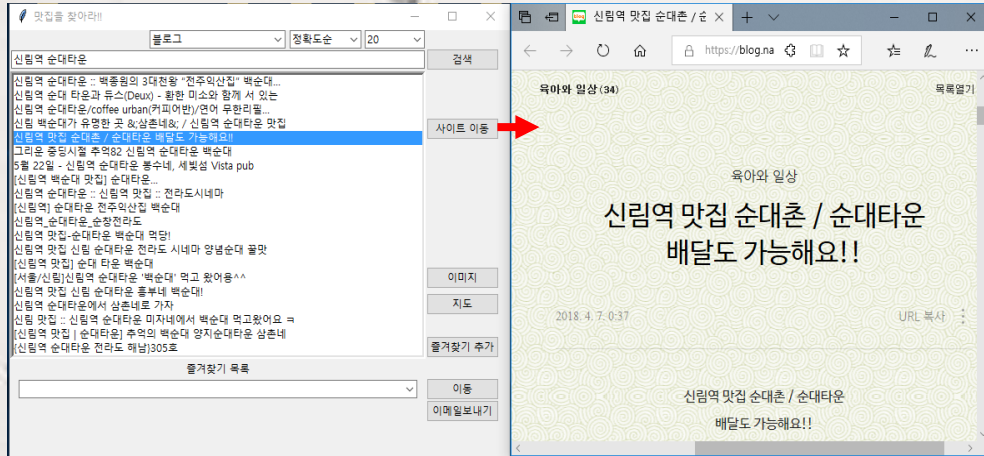 맛집을 찾아라!!
블로그 정확도순 20
신림역 순대타운 검색
신림역 순대타운 :: 백종원의 3대천왕 "전주익산집" 백순대...
신림역 순대 타운과 듀스(Deux) - 환한 미소와 함께 서 있는
신림역 순대타운/coffee urban(커피어반)/연어 무한리필...
신림 백순대가 유명한 곳 &;삼촌네&; / 신림역 순대타운 맛집
신림역 맛집 순대촌 / 순대타운 배달도 가능해요!!
그리운 중딩시절 추억82 신림역 순대타운 백순대
5월 22일 - 신림역 순대타운 봉수네, 세빛섬 Vista pub
[신림역 백순대 맛집] 순대타운...
신림역 순대타운 :: 신림역 맛집 :: 전라도시네마
[신림역] 순대타운 전주익산집 백순대
신림역_순대타운_순창전라도
신림역 맛집-순대타운 백순대 먹당!
신림역 맛집 신림 순대타운 전라도 시네마 양념순대 꿀맛
[신림역 맛집] 순대 타운 백순대
[서울/신림]신림역 순대타운 '백순대' 먹고 왔어용^^
신림역 맛집 신림 순대타운 흥부네 백순대!
신림역 순대타운에서 삼촌네로 가자
신림 맛집 :: 신림역 순대타운 미자네에서 백순대 먹고왔어요 ㅋ
[신림역 맛집 | 순대타운] 추억의 백순대 양지순대타운 삼촌네
(신림역 순대타운 전라도 해남)305호
사이트 이동
이미지
지도
즐겨찾기 추가
즐겨찾기 목록
이동
이메일보내기
blog 신림역 맛집 순대촌 / 순
https://blog.na
육아와 일상(34) 목록열기
육아와 일상
신림역 맛집 순대촌 / 순대타운
배달도 가능해요!!
2018. 4. 7. 0:37 URL 복사
신림역 맛집 순대촌 / 순대타운
배달도 가능해요!!